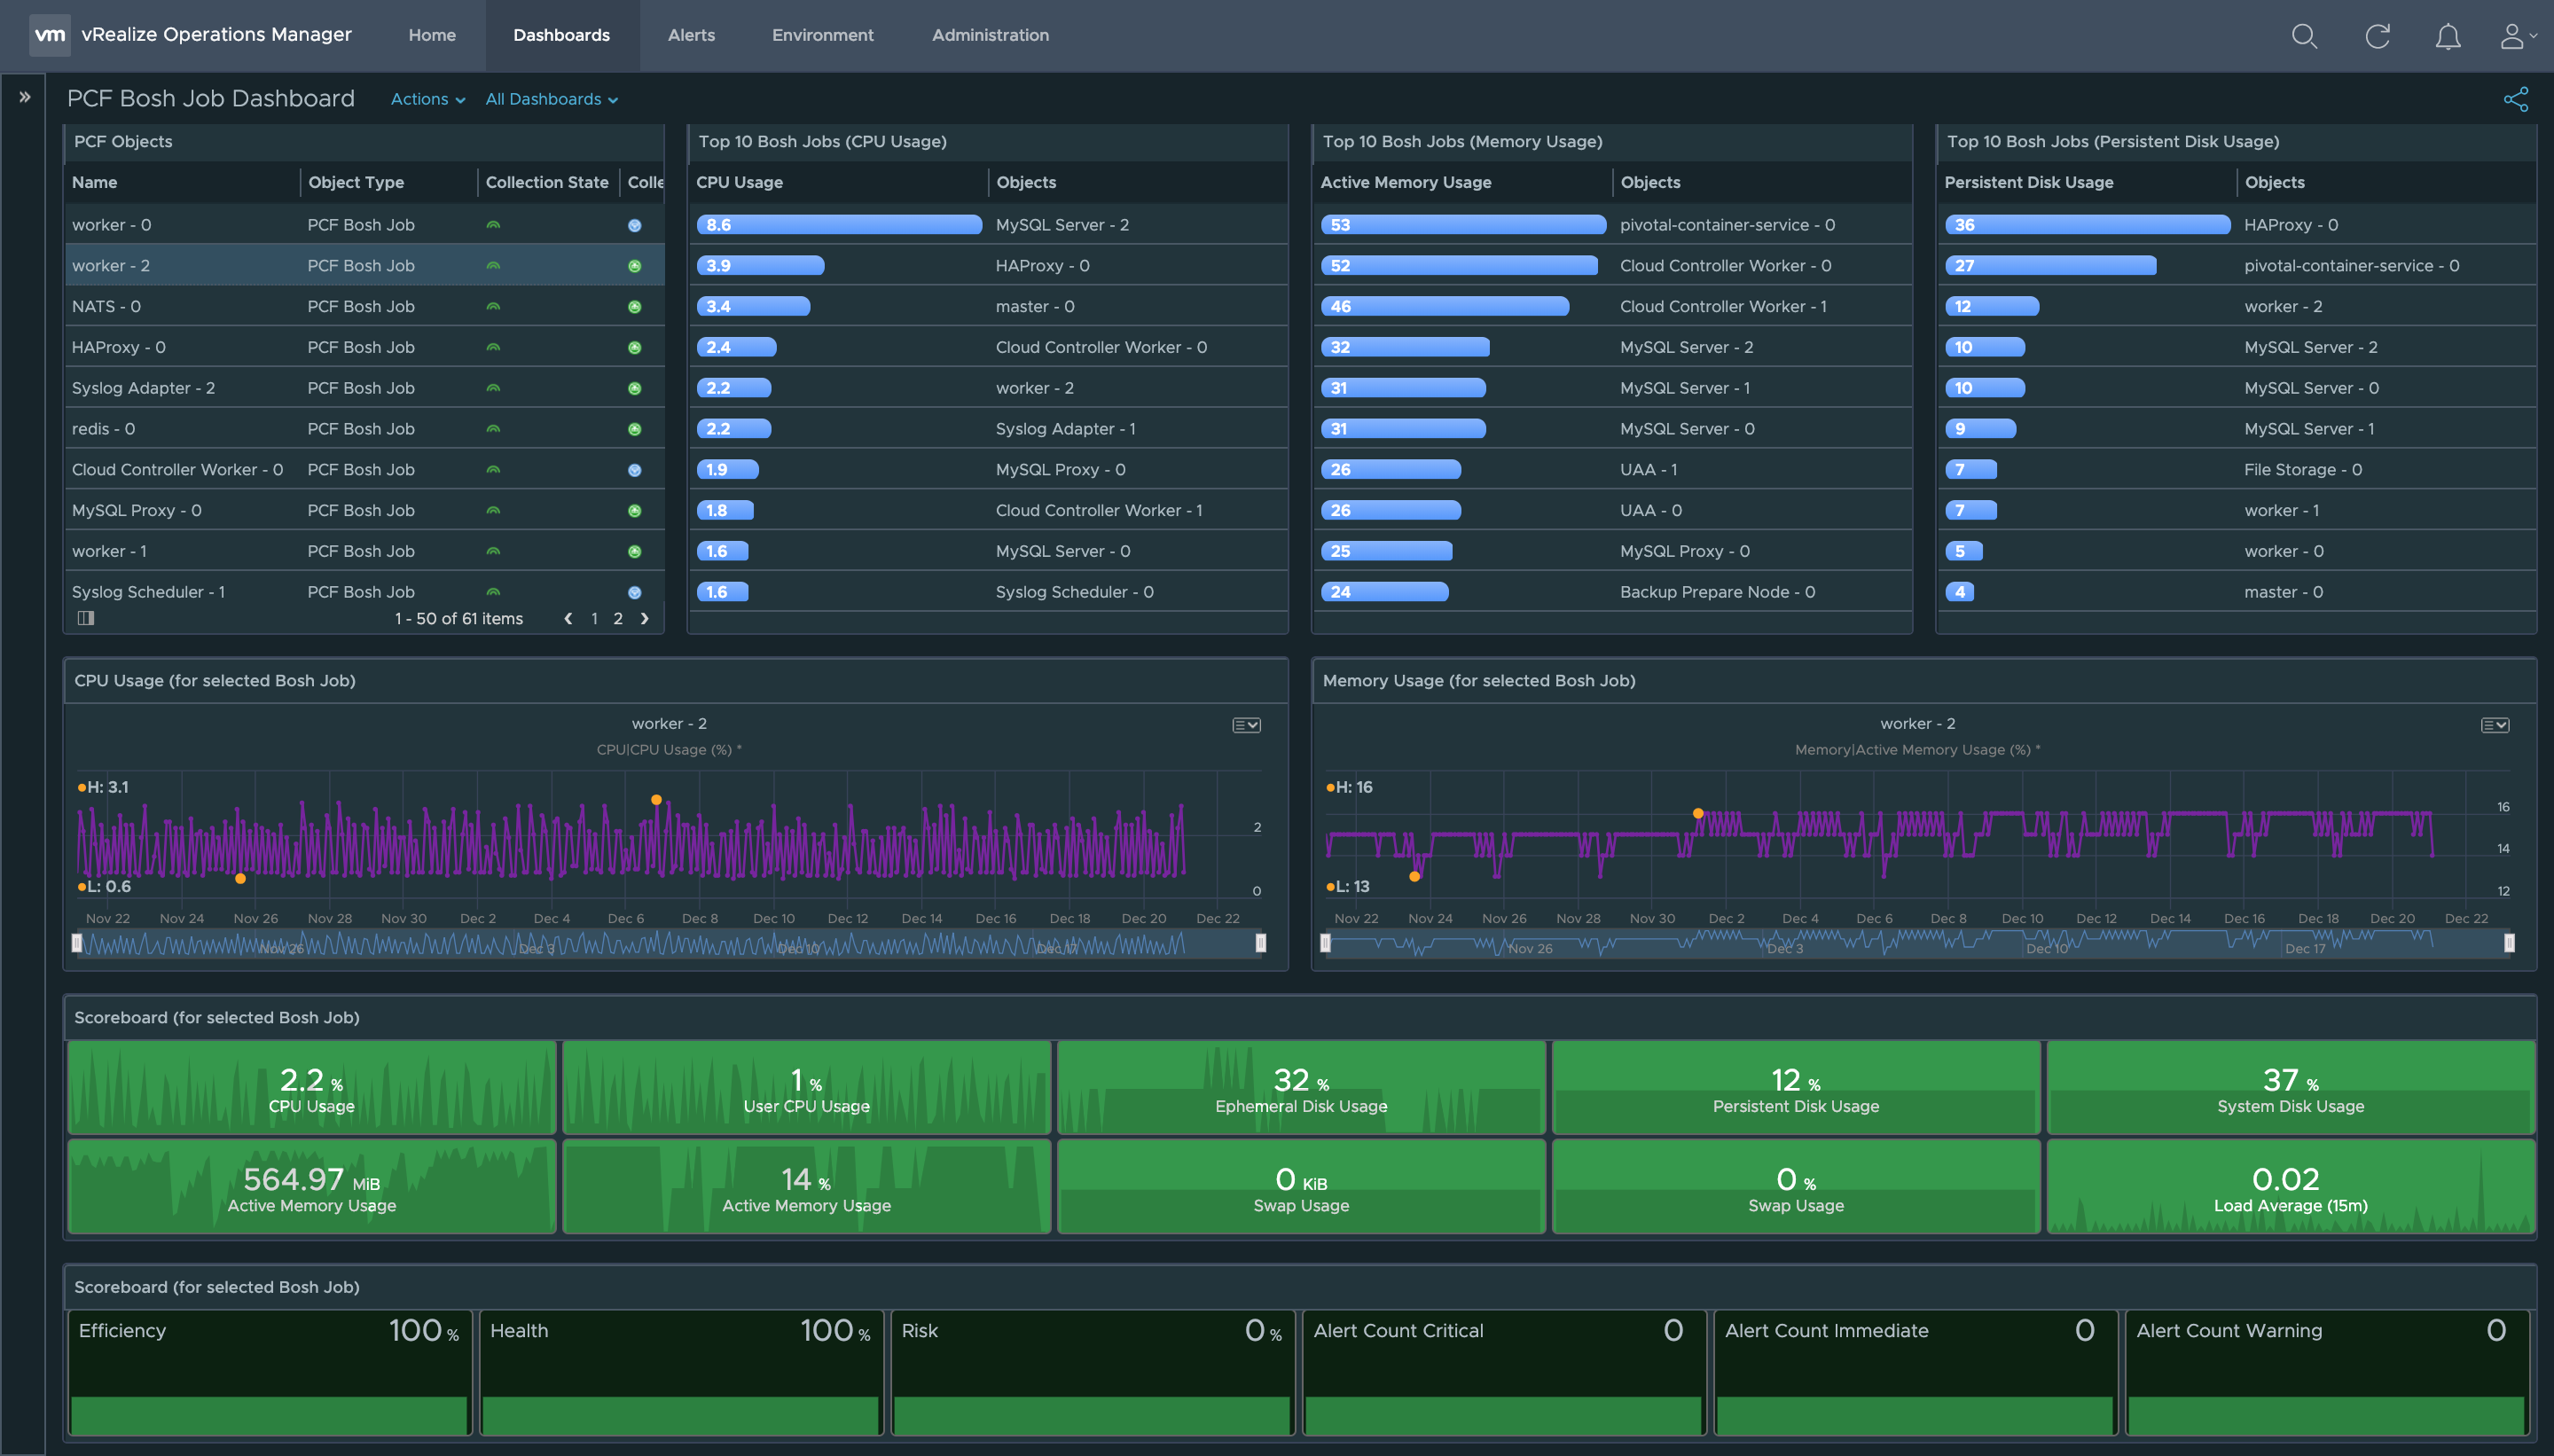 vm vRealize Operations Manager Home Dashboards Alerts Environment Administration
PCF Bosh Job Dashboard Actions All Dashboards
PCF Objects
Name Object Type Collection State Colle
worker - 0 PCF Bosh Job
worker - 2 PCF Bosh Job
NATS - 0 PCF Bosh Job
HAProxy - 0 PCF Bosh Job
Syslog Adapter - 2 PCF Bosh Job
redis - 0 PCF Bosh Job
Cloud Controller Worker - 0 PCF Bosh Job
MySQL Proxy - 0 PCF Bosh Job
worker - 1 PCF Bosh Job
Syslog Scheduler - 1 PCF Bosh Job
1 - 50 of 61 items 1 2
Top 10 Bosh Jobs (CPU Usage)
CPU Usage Objects
8.6 MySQL Server - 2
3.9 HAProxy - 0
3.4 master - 0
2.4 Cloud Controller Worker - 0
2.2 worker - 2
2.2 Syslog Adapter - 1
1.9 MySQL Proxy - 0
1.8 Cloud Controller Worker - 1
1.6 MySQL Server - 0
1.6 Syslog Scheduler - 0
Top 10 Bosh Jobs (Memory Usage)
Active Memory Usage Objects
53 pivotal-container-service - 0
52 Cloud Controller Worker - 0
46 Cloud Controller Worker - 1
32 MySQL Server - 2
31 MySQL Server - 1
31 MySQL Server - 0
26 UAA - 1
26 UAA - 0
25 MySQL Proxy - 0
24 Backup Prepare Node - 0
Top 10 Bosh Jobs (Persistent Disk Usage)
Persistent Disk Usage Objects
36 HAProxy - 0
27 pivotal-container-service - 0
12 worker - 2
10 MySQL Server - 2
10 MySQL Server - 0
9 MySQL Server - 1
7 File Storage - 0
7 worker - 1
5 worker - 0
4 master - 0
CPU Usage (for selected Bosh Job)
worker - 2
CPU|CPU Usage (%) *
H: 3.1
2
L: 0.6
0
Nov 22 Nov 24 Nov 26 Nov 28 Nov 30 Dec 2 Dec 4 Dec 6 Dec 8 Dec 10 Dec 12 Dec 14 Dec 16 Dec 18 Dec 20 Dec 22
Nov 26 Dec 3 Dec 10 Dec 17
Memory Usage (for selected Bosh Job)
worker - 2
Memory|Active Memory Usage (%) *
H: 16
16
14
L: 13
12
Nov 22 Nov 24 Nov 26 Nov 28 Nov 30 Dec 2 Dec 4 Dec 6 Dec 8 Dec 10 Dec 12 Dec 14 Dec 16 Dec 18 Dec 20 Dec 22
Nov 26 Dec 3 Dec 10 Dec 17
Scoreboard (for selected Bosh Job)
2.2 %
CPU Usage
1 %
User CPU Usage
32 %
Ephemeral Disk Usage
12 %
Persistent Disk Usage
37 %
System Disk Usage
564.97 MiB
Active Memory Usage
14 %
Active Memory Usage
0 KiB
Swap Usage
0 %
Swap Usage
0.02
Load Average (15m)
Scoreboard (for selected Bosh Job)
Efficiency 100 %
Health 100 %
Risk 0 %
Alert Count Critical 0
Alert Count Immediate 0
Alert Count Warning 0